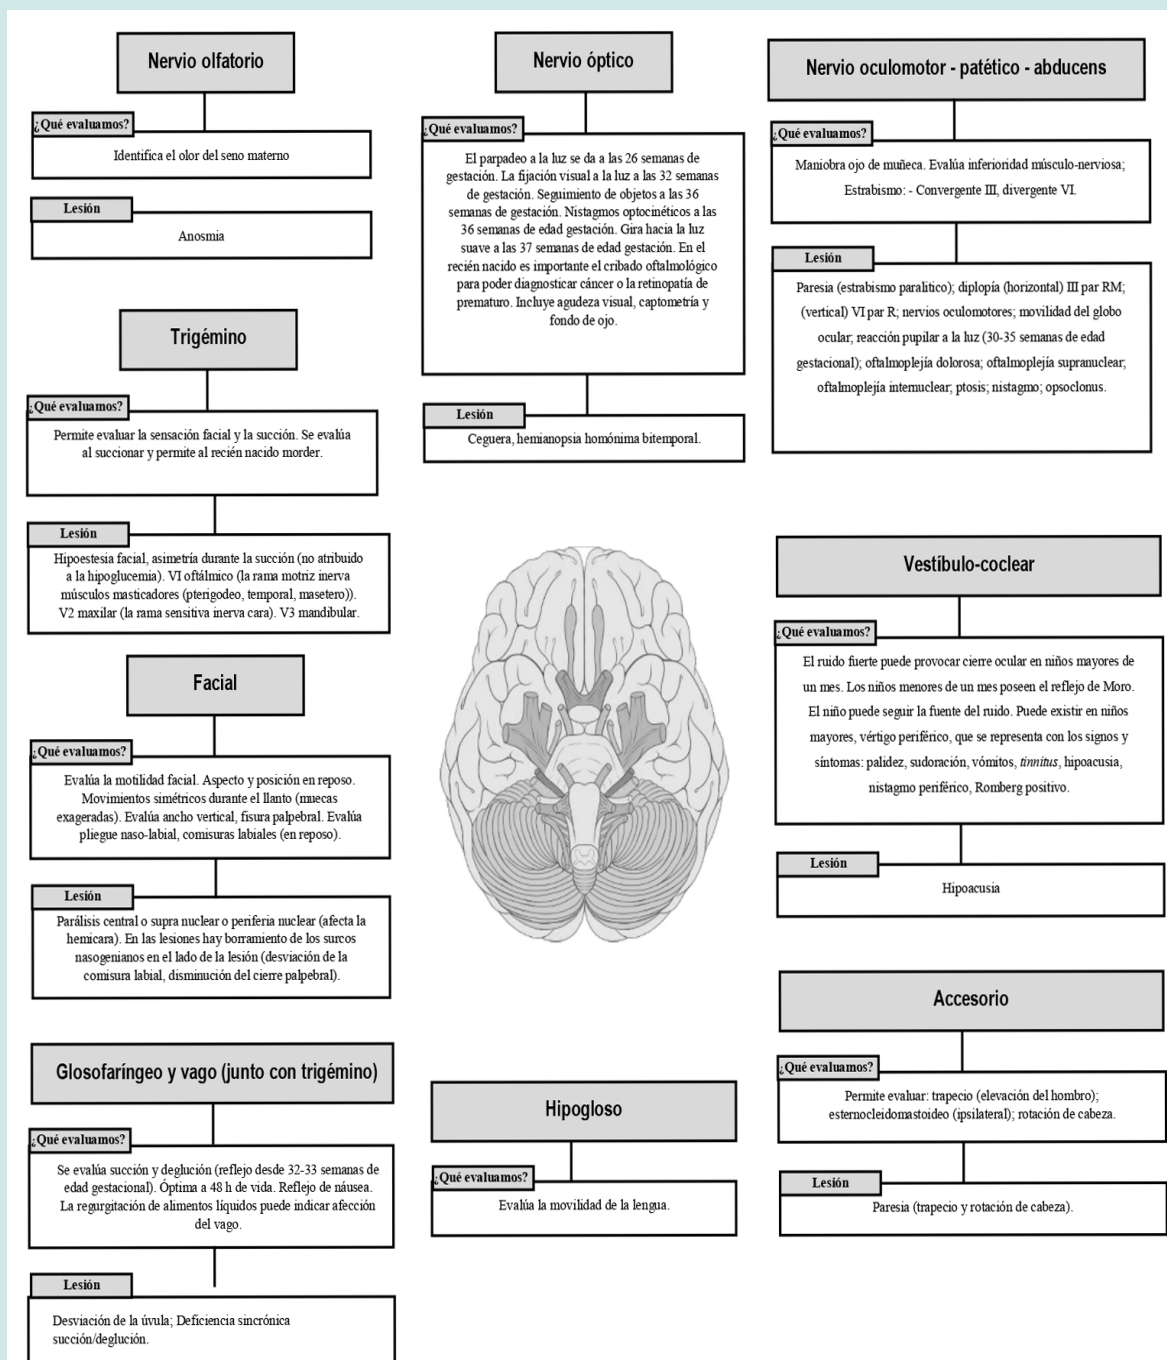 Nervio olfatorio
¿Qué evaluamos?
Identifica el olor del seno materno
Lesión
Anosmia
Trigémino
¿Qué evaluamos?
Permite evaluar la sensación facial y la succión. Se evalúa
al succionar y permite al recién nacido morder.
Lesión
Hipoestesia facial, asimetría durante la succión (no atribuido
a la hipoglucemia). VI oftálmico (la rama motriz inerva
músculos masticadores (pterigodeo, temporal, masetero)).
V2 maxilar (la rama sensitiva inerva cara). V3 mandibular.
Facial
¿Qué evaluamos?
Evalúa la motilidad facial. Aspecto y posición en reposo.
Movimientos simétricos durante el llanto (muecas
exageradas). Evalúa ancho vertical, fisura palpebral. Evalúa
pliegue naso-labial, comisuras labiales (en reposo).
Lesión
Parálisis central o supra nuclear o periferia nuclear (afecta la
hemicara). En las lesiones hay borramiento de los surcos
nasogenianos en el lado de la lesión (desviación de la
comisura labial, disminución del cierre palpebral).
Glosofaríngeo y vago (junto con trigémino)
¿Qué evaluamos?
Se evalúa succión y deglución (reflejo desde 32-33 semanas de
edad gestacional). Óptima a 48 h de vida. Reflejo de náusea.
La regurgitación de alimentos líquidos puede indicar afección
del vago.
Lesión
Desviación de la úvula; Deficiencia sincrónica
succión/deglución.
Nervio óptico
¿Qué evaluamos?
El parpadeo a la luz se da a las 26 semanas de
gestación. La fijación visual a la luz a las 32 semanas
de gestación. Seguimiento de objetos a las 36
semanas de gestación. Nistagmos optocinéticos a las
36 semanas de edad gestación. Gira hacia la luz
suave a las 37 semanas de edad gestación. En el
recién nacido es importante el cribado oftalmológico
para poder diagnosticar cáncer o la retinopatía de
prematuro. Incluye agudeza visual, captometría y
fondo de ojo.
Lesión
Ceguera, hemianopsia homónima bitemporal.
Hipogloso
¿Qué evaluamos?
Evalúa la movilidad de la lengua.
Nervio oculomotor - patético - abducens
¿Qué evaluamos?
Maniobra ojo de muñeca. Evalúa inferioridad músculo-nerviosa;
Estrabismo: - Convergente III, divergente VI.
Lesión
Paresia (estrabismo paralitico); diplopía (horizontal) III par RM;
(vertical) VI par R; nervios oculomotores; movilidad del globo
ocular; reacción pupilar a la luz (30-35 semanas de edad
gestacional); oftalmoplejía dolorosa; oftalmoplejía supranuclear;
oftalmoplejía internuclear; ptosis; nistagmo; opsoclonus.
Vestíbulo-coclear
¿Qué evaluamos?
El ruido fuerte puede provocar cierre ocular en niños mayores de
un mes. Los niños menores de un mes poseen el reflejo de Moro.
El niño puede seguir la fuente del ruido. Puede existir en niños
mayores, vértigo periférico, que se representa con los signos y
síntomas: palidez, sudoración, vómitos, tinnitus, hipoacusia,
nistagmo periférico, Romberg positivo.
Lesión
Hipoacusia
Accesorio
¿Qué evaluamos?
Permite evaluar: trapecio (elevación del hombro);
esternocleidomastoideo (ipsilateral); rotación de cabeza.
Lesión
Paresia (trapecio y rotación de cabeza).